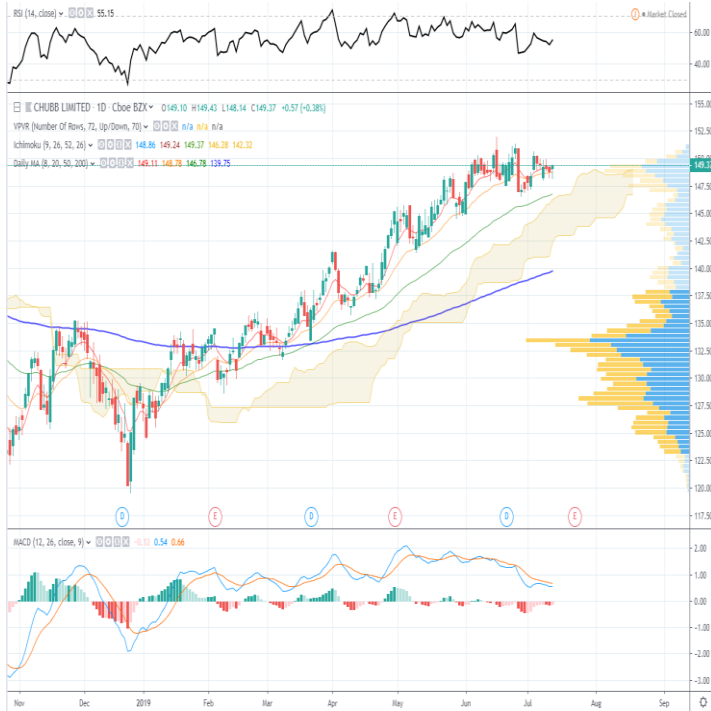 RSI (14, close) 55.15
! Market Closed
60.00
40.00
CHUBB LIMITED · 1D · Cboe BZX O149.10 H149.43 L148.14 C149.37 +0.57 (+0.38%)
VPVR (Number Of Rows, 72, Up/Down, 70) n/a n/a n/a
Ichimoku (9, 26, 52, 26) 148.86 149.24 149.37 146.28 142.32
Daily MA (8, 20, 50, 200) 149.11 148.78 146.78 139.75
155.00
152.50
149.37
147.50
145.00
142.50
140.00
137.50
135.00
132.50
130.00
127.50
125.00
122.50
120.00
117.50
D E D E D E
MACD (12, 26, close, 9) -0.12 0.54 0.66
2.00
1.00
0.00
-1.00
-2.00
-3.00
Nov Dec 2019 Feb Mar Apr May Jun Jul Aug Sep